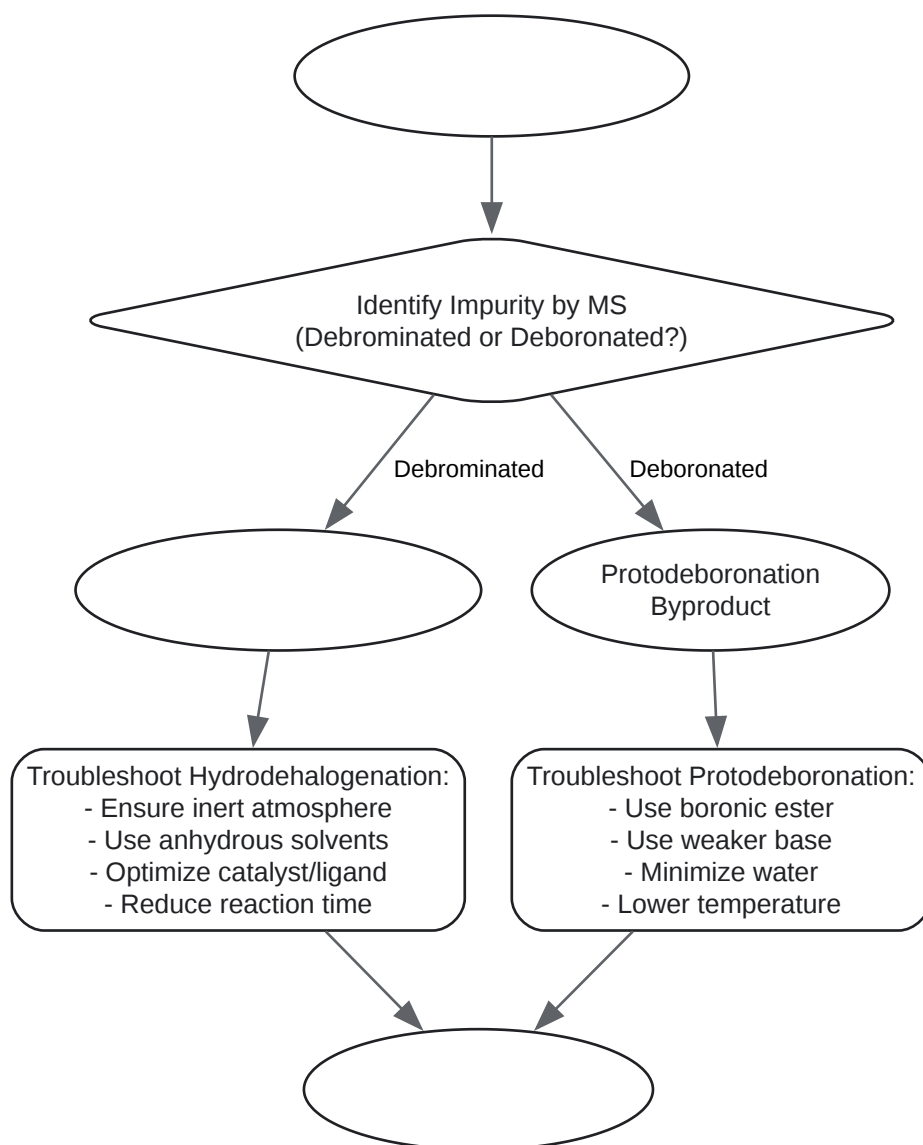 Identify Impurity by MS
(Debrominated or Deboronated?)
Debrominated
Deboronated
Protodeboronation
Byproduct
Troubleshoot Hydrodehalogenation:
- Ensure inert atmosphere
- Use anhydrous solvents
- Optimize catalyst/ligand
- Reduce reaction time
Troubleshoot Protodeboronation:
- Use boronic ester
- Use weaker base
- Minimize water
- Lower temperature